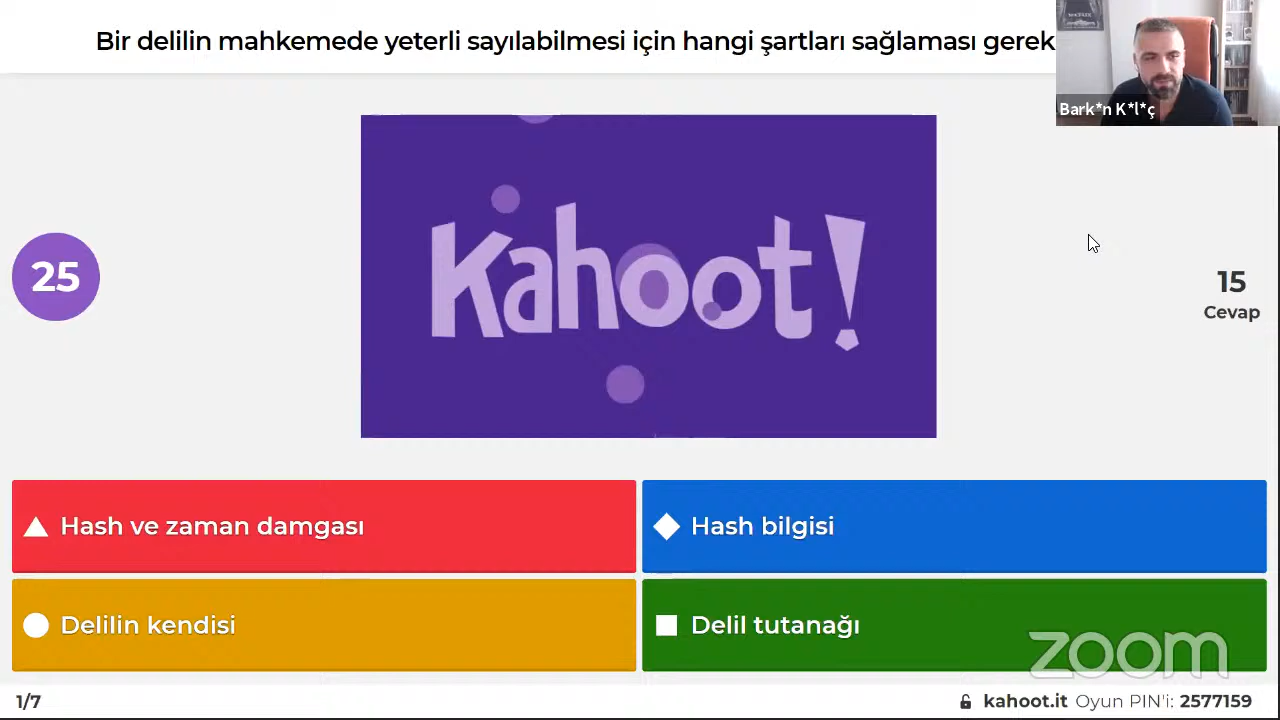 Bir delilin mahkemede yeterli sayılabilmesi için hangi şartları sağlaması gerek
Bark*n K*l*ç
Kahoot!
25
15
Cevap
Hash ve zaman damgası
Hash bilgisi
Delilin kendisi
Delil tutanağı
zoom
1/7
kahoot.it Oyun PIN'i: 2577159